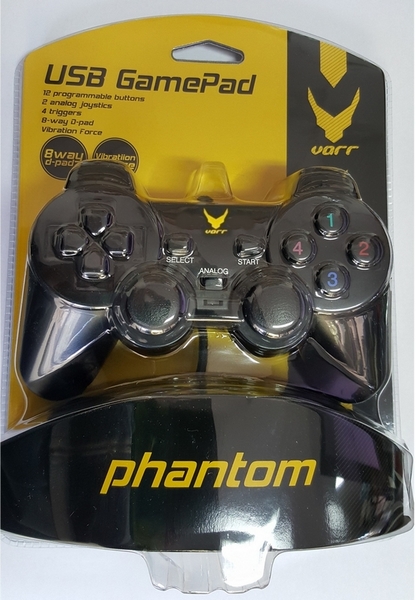 USB GamePad
12 programmable buttons
2 analog joystics
4 triggers
8-way D-pad
Vibration Force
8way
d-pad
Vibration
varr
varr
1
2
3
4
SELECT
START
ANALOG
phantom